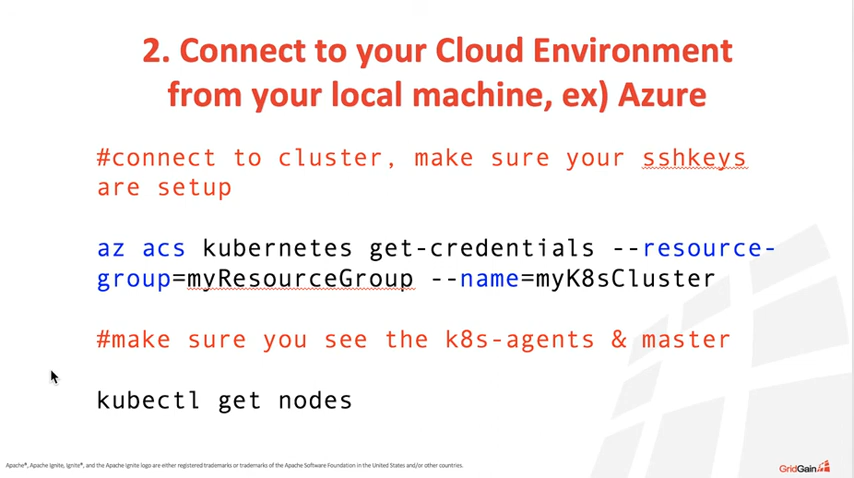 2. Connect to your Cloud Environment
from your local machine, ex) Azure
#connect to cluster, make sure your sshkeys
are setup
az acs kubernetes get-credentials --resource-
group=myResourceGroup --name=myK8sCluster
#make sure you see the k8s-agents & master
kubectl get nodes
Apache®, Apache Ignite, Ignite®, and the Apache Ignite logo are either registered trademarks or trademarks of the Apache Software Foundation in the United States and/or other countries.
GridGain